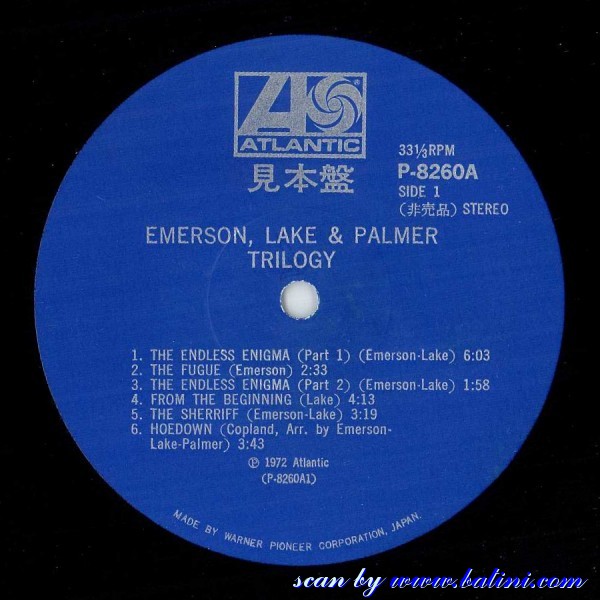 ATLANTIC
®
見本盤
33⅓RPM
P-8260A
SIDE 1
(非売品) STEREO
EMERSON, LAKE & PALMER
TRILOGY
1. THE ENDLESS ENIGMA (Part 1) (Emerson-Lake) 6:03
2. THE FUGUE (Emerson) 2:33
3. THE ENDLESS ENIGMA (Part 2) (Emerson-Lake) 1:58
4. FROM THE BEGINNING (Lake) 4:13
5. THE SHERRIFF (Emerson-Lake) 3:19
6. HOEDOWN (Copland, Arr. by Emerson-
Lake-Palmer) 3:43
℗ 1972 Atlantic
(P-8260A1)
MADE BY WARNER PIONEER CORPORATION, JAPAN.
scan by www.batini.com